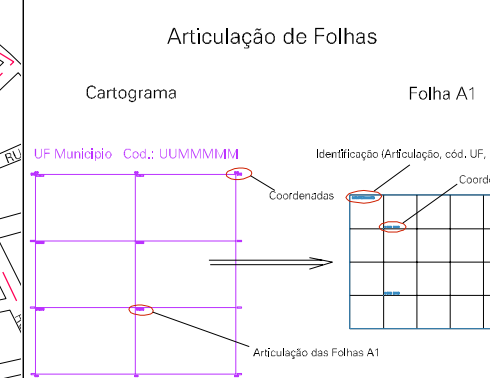 Articulação de Folhas
Cartograma
Folha A1
RU
UF Municipio Cod.: UUMMMMM
Identificação (Articulação, cód. UF,
Coordenadas
Coord
Articulação das Folhas A1